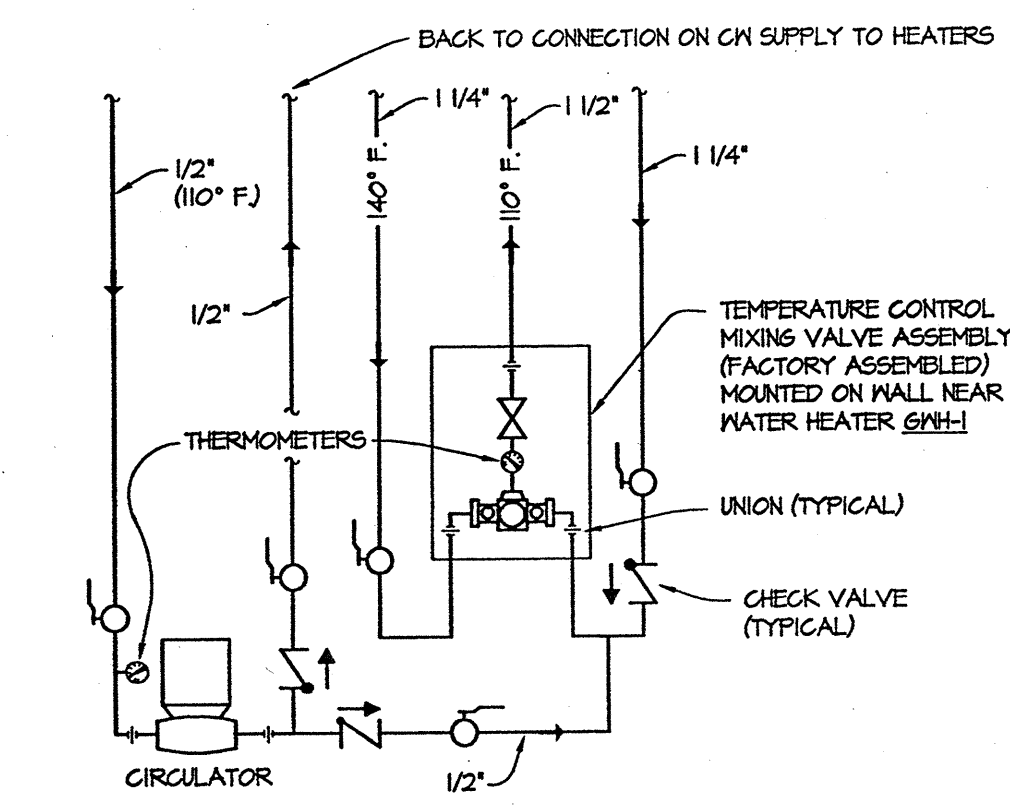 BACK TO CONNECTION ON CW SUPPLY TO HEATERS
1 1/4"
1 1/2"
1/2"
(110° F.)
140° F.
110° F.
1 1/4"
1/2"
TEMPERATURE CONTROL
MIXING VALVE ASSEMBLY
(FACTORY ASSEMBLED)
MOUNTED ON WALL NEAR
WATER HEATER GWH-1
THERMOMETERS
UNION (TYPICAL)
CHECK VALVE
(TYPICAL)
CIRCULATOR
1/2"